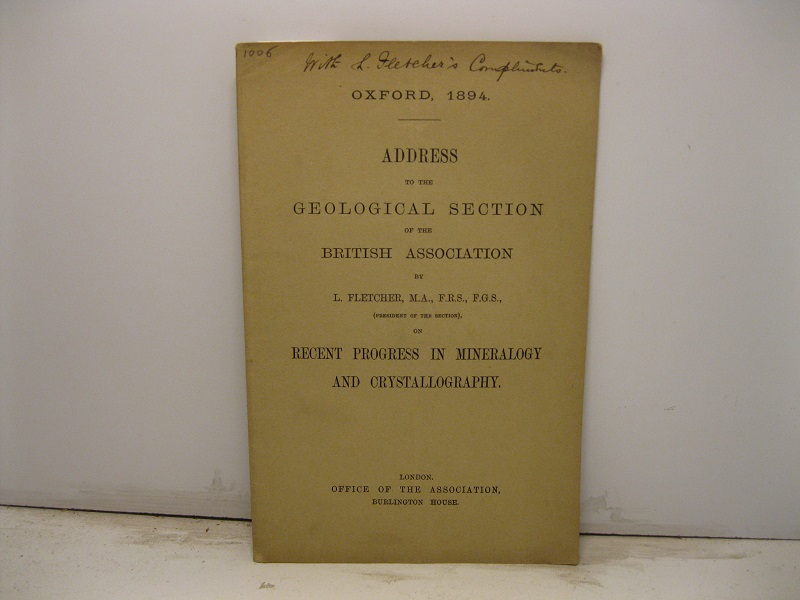 1006
With L. Fletcher's Compliments.
OXFORD, 1894.
ADDRESS
TO THE
GEOLOGICAL SECTION
OF THE
BRITISH ASSOCIATION
BY
L. FLETCHER, M.A., F.R.S., F.G.S.,
(PRESIDENT OF THE SECTION),
ON
RECENT PROGRESS IN MINERALOGY
AND CRYSTALLOGRAPHY.
LONDON.
OFFICE OF THE ASSOCIATION,
BURLINGTON HOUSE.